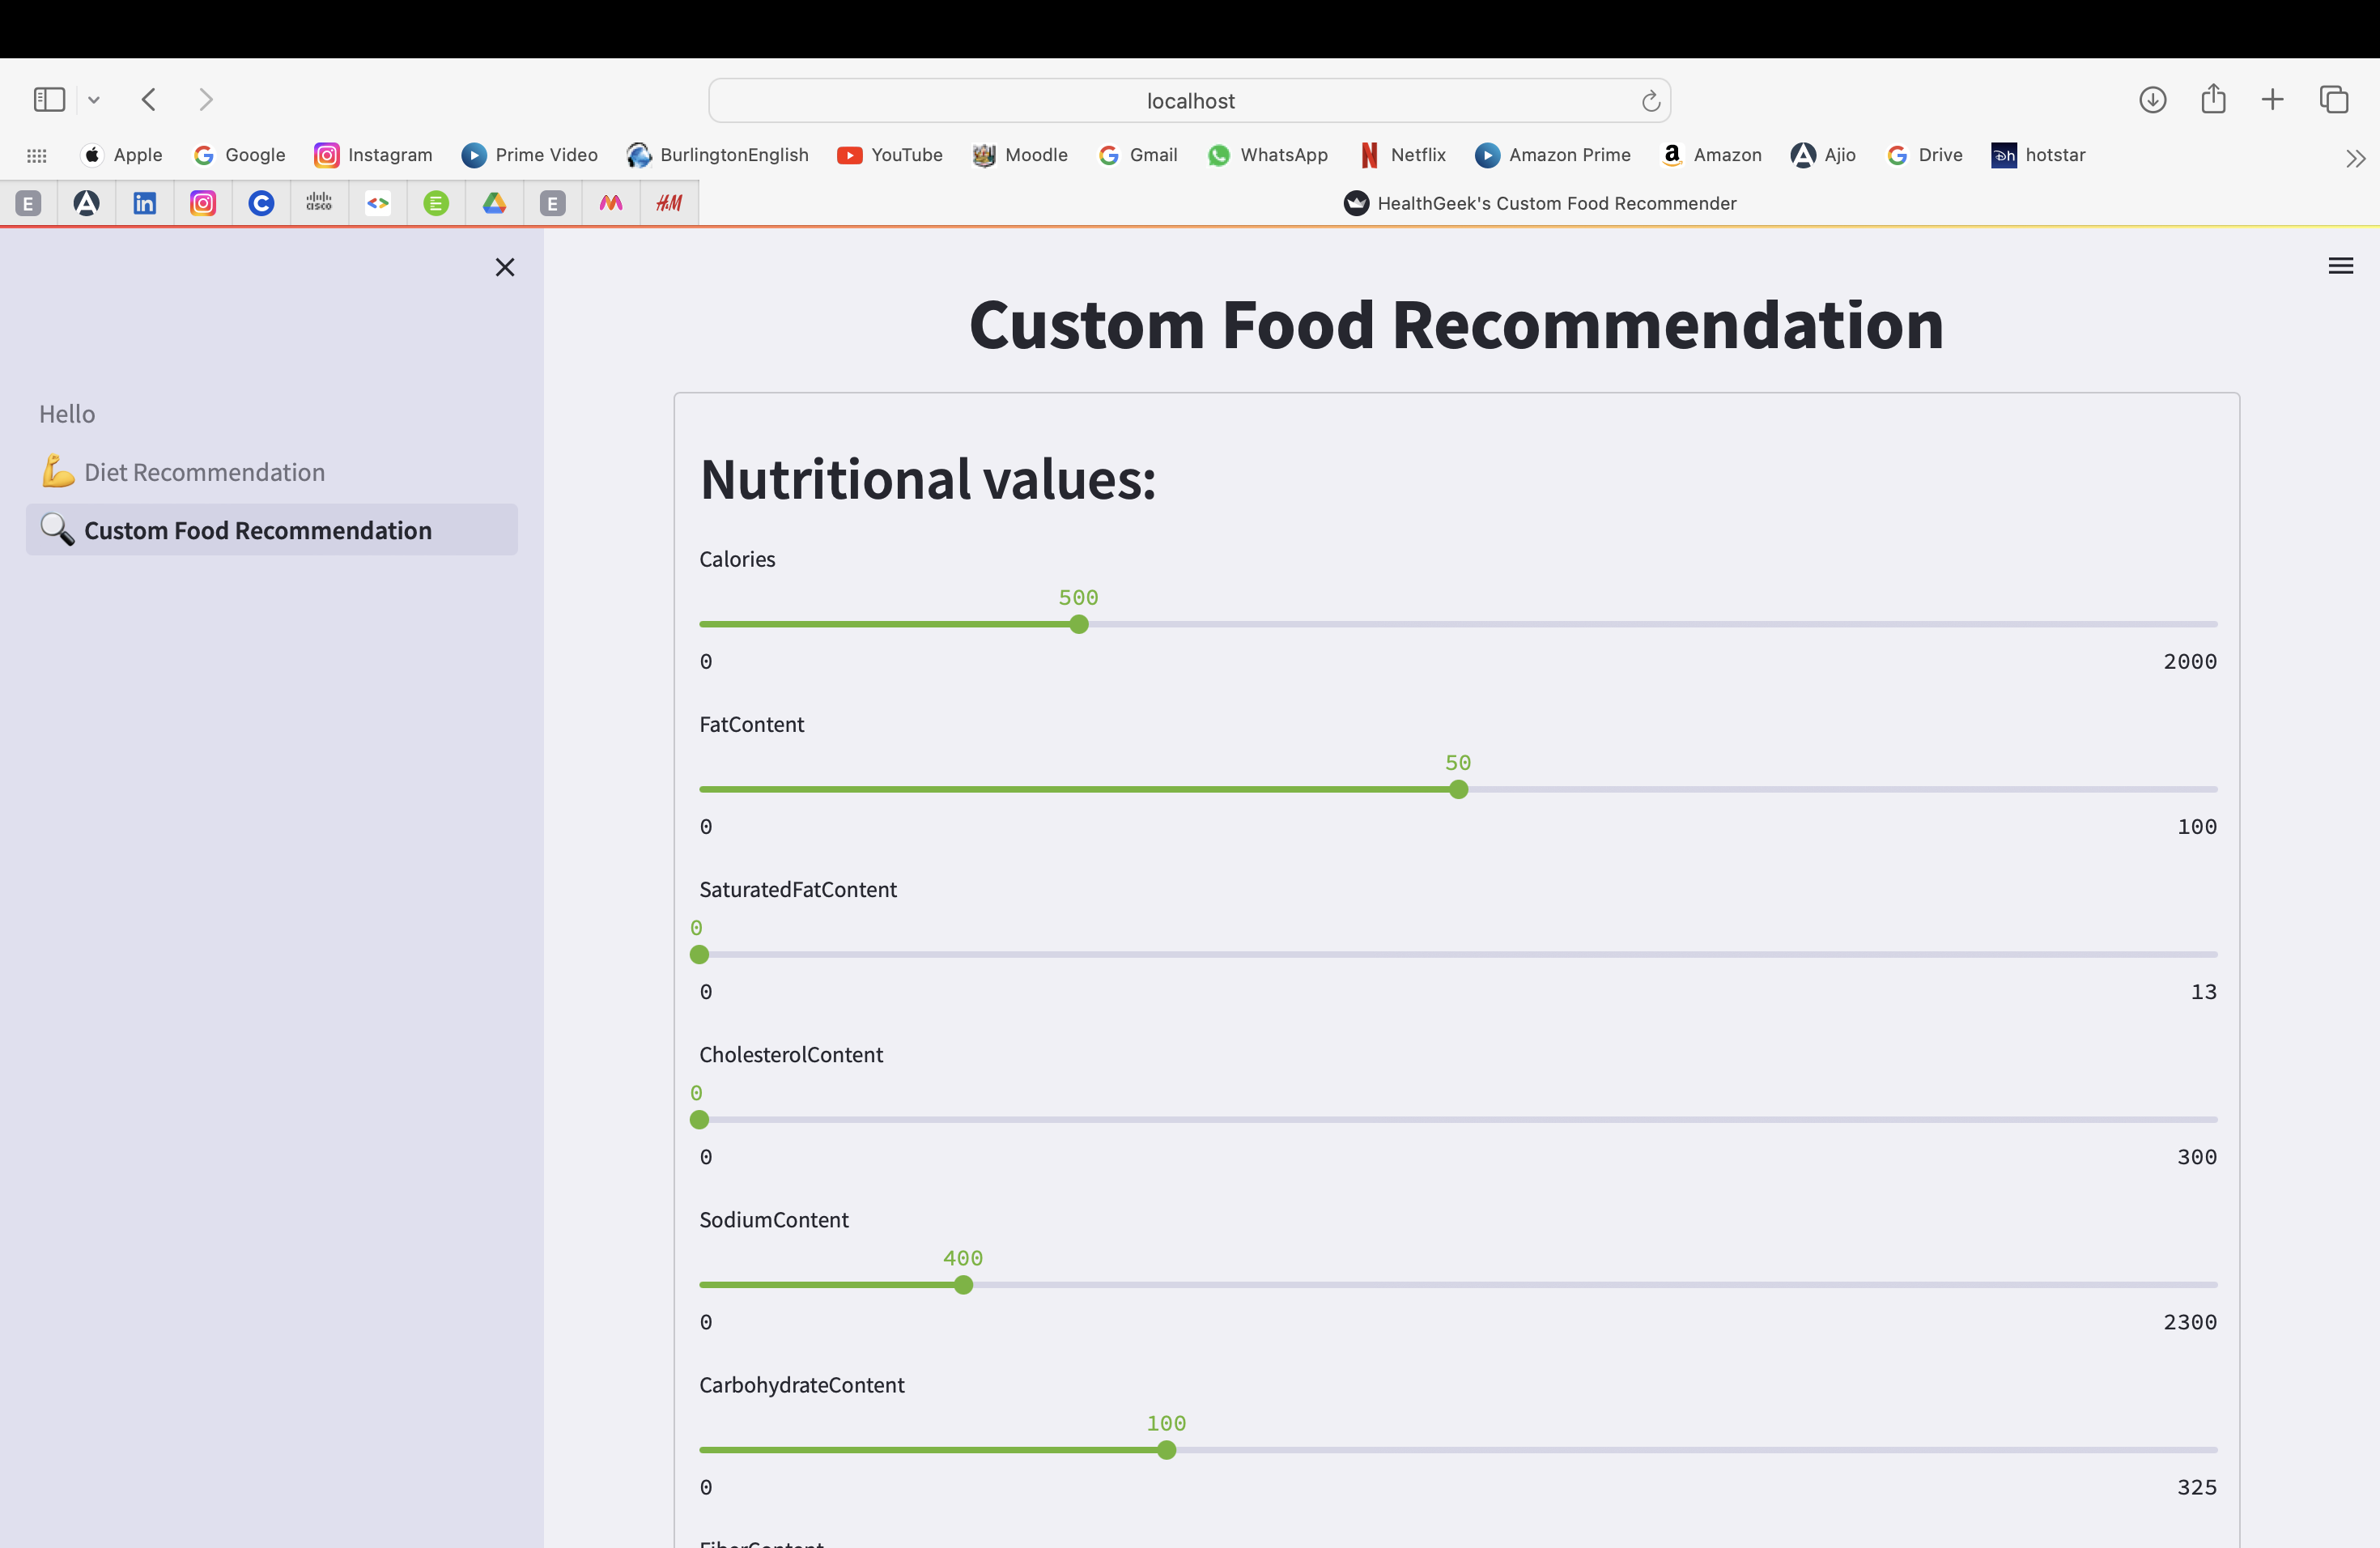 localhost
Apple Google Instagram Prime Video BurlingtonEnglish YouTube Moodle Gmail WhatsApp Netflix Amazon Prime Amazon Ajio Drive hotstar
E in C cisco E E H&M HealthGeek's Custom Food Recommender
Custom Food Recommendation
Hello
Diet Recommendation
Custom Food Recommendation
Nutritional values:
Calories
500
0 2000
FatContent
50
0 100
SaturatedFatContent
0
0 13
CholesterolContent
0
0 300
SodiumContent
400
0 2300
CarbohydrateContent
100
0 325
FiberContent